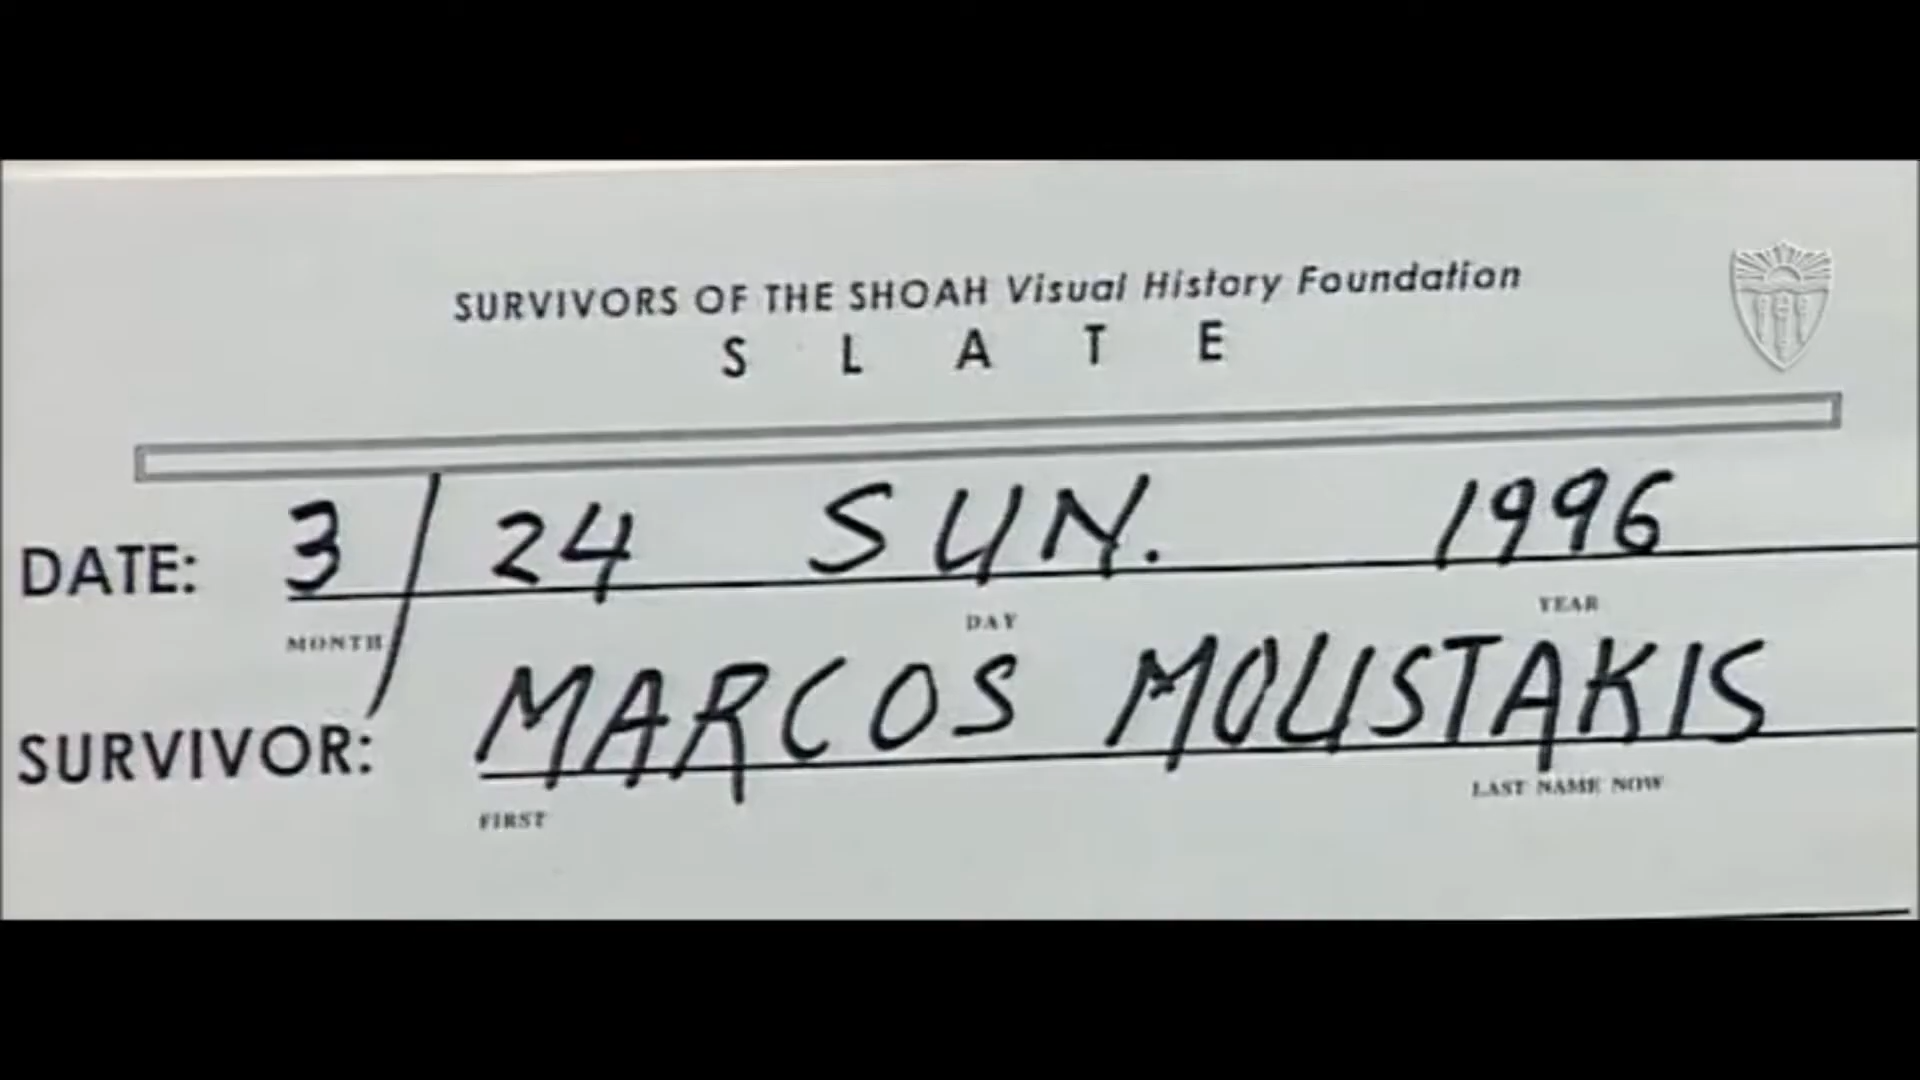 SURVIVORS OF THE SHOAH Visual History Foundation
SLATE
DATE: 3/24 SUN. 1996
MONTH DAY YEAR
SURVIVOR: MARCOS MOUSTAKIS
FIRST LAST NAME NOW